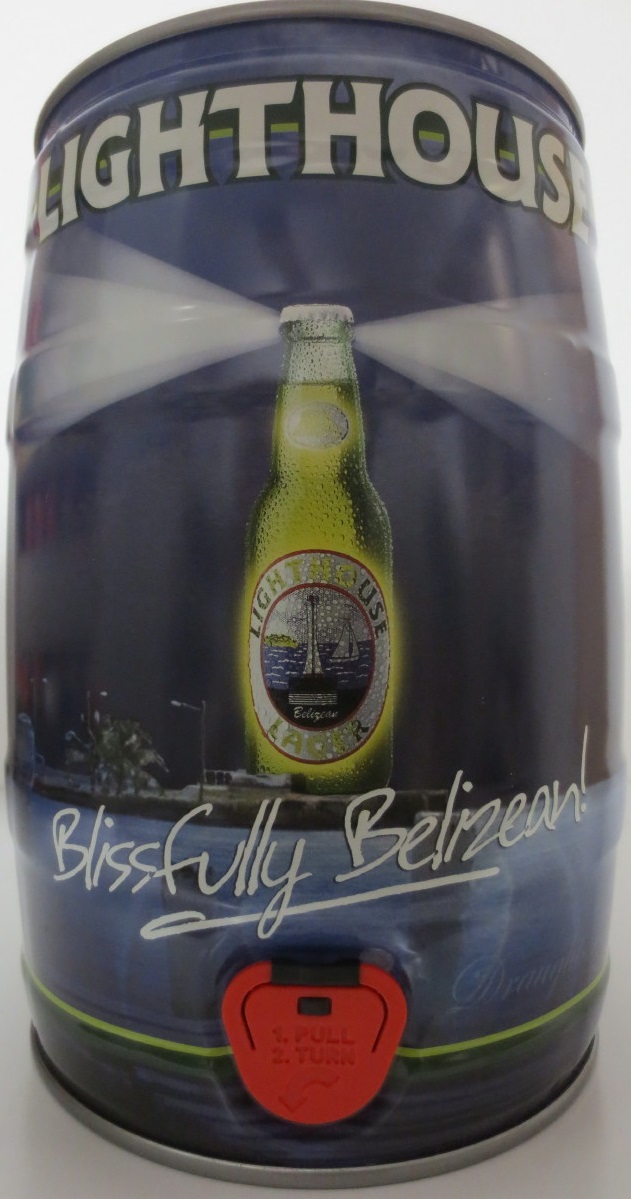 LIGHTHOUSE
LIGHTHOUSE
Belizean
LAGER
Blissfully Belizean!
1. PULL
2. TURN